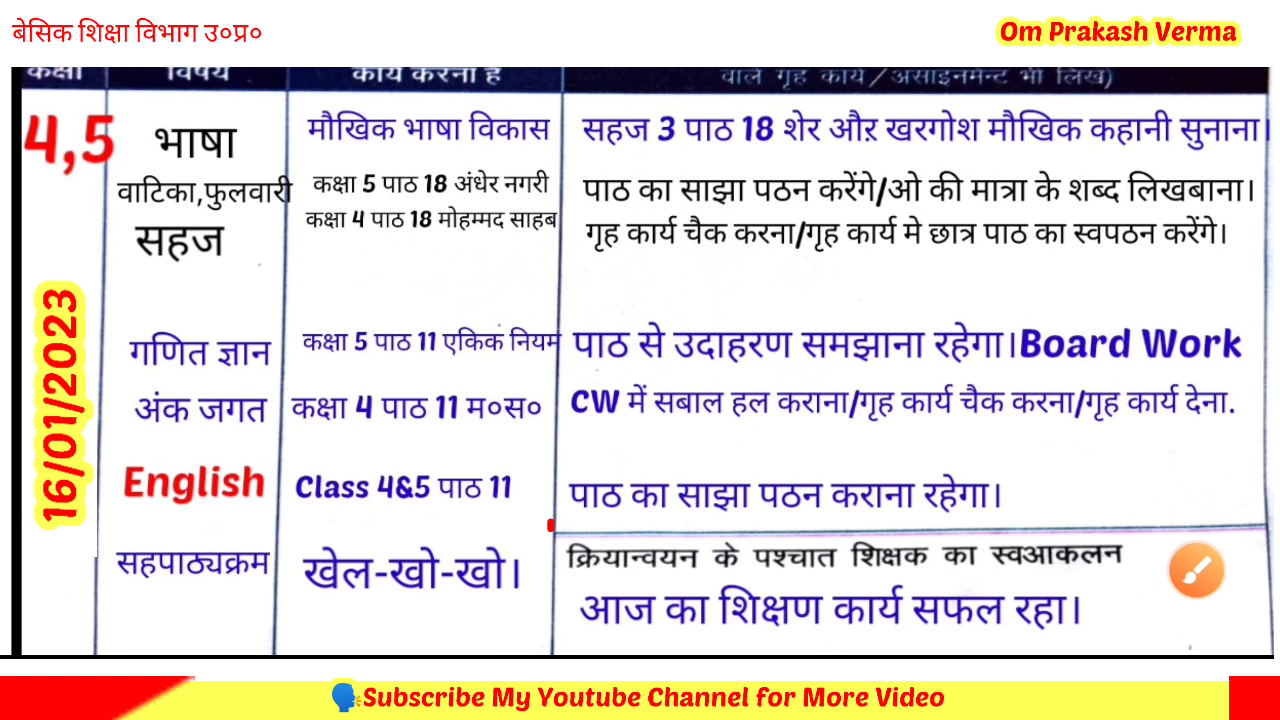 बेसिक शिक्षा विभाग उ०प्र०
Om Prakash Verma
कक्षा विषय कार्य करना है वाले गृह कार्य / असाइनमेन्ट भी लिखें)
4,5 भाषा मौखिक भाषा विकास सहज 3 पाठ 18 शेर औऱ खरगोश मौखिक कहानी सुनाना।
वाटिका,फुलवारी कक्षा 5 पाठ 18 अंधेर नगरी पाठ का साझा पठन करेंगे/ओ की मात्रा के शब्द लिखबाना।
सहज कक्षा 4 पाठ 18 मोहम्मद साहब गृह कार्य चैक करना/गृह कार्य मे छात्र पाठ का स्वपठन करेंगे।
16/01/2023
गणित ज्ञान कक्षा 5 पाठ 11 एकिक नियम पाठ से उदाहरण समझाना रहेगा।Board Work
अंक जगत कक्षा 4 पाठ 11 म०स० CW में सबाल हल कराना/गृह कार्य चैक करना/गृह कार्य देना.
English Class 4&5 पाठ 11 पाठ का साझा पठन कराना रहेगा।
सहपाठ्यक्रम खेल-खो-खो। क्रियान्वयन के पश्चात शिक्षक का स्वआकलन
आज का शिक्षण कार्य सफल रहा।
🗣Subscribe My Youtube Channel for More Video